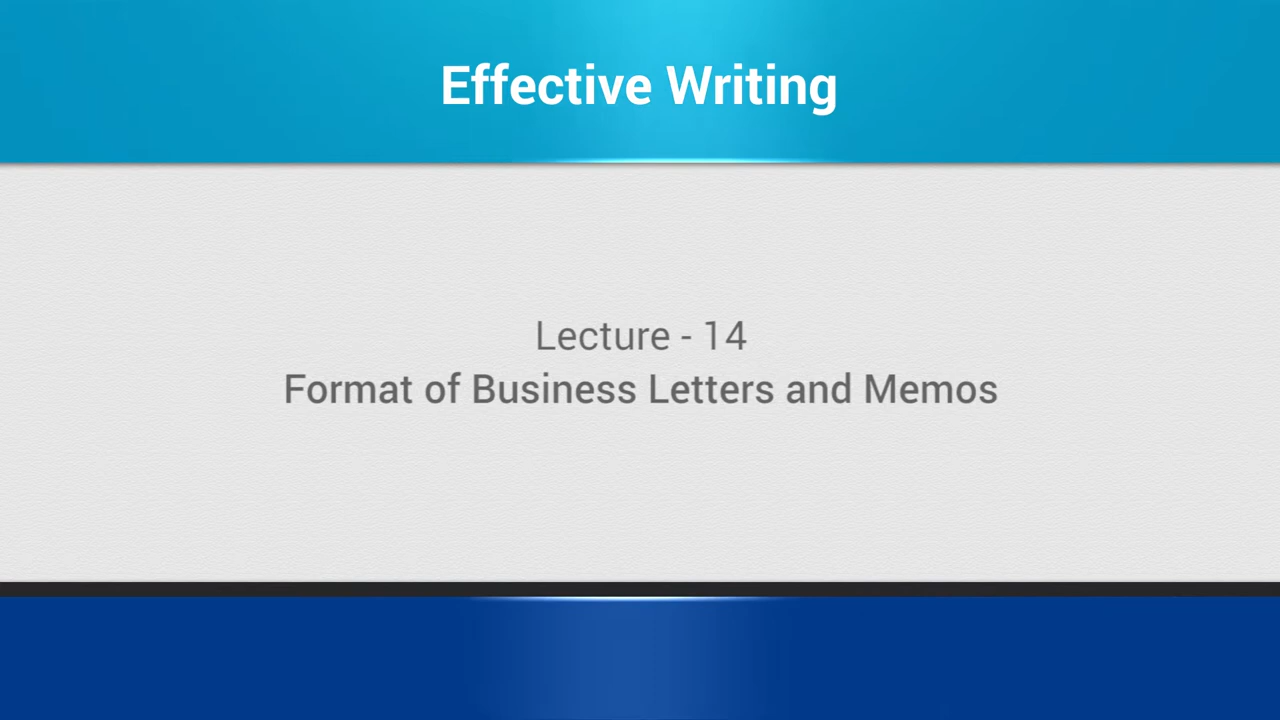 Effective Writing
Lecture - 14
Format of Business Letters and Memos